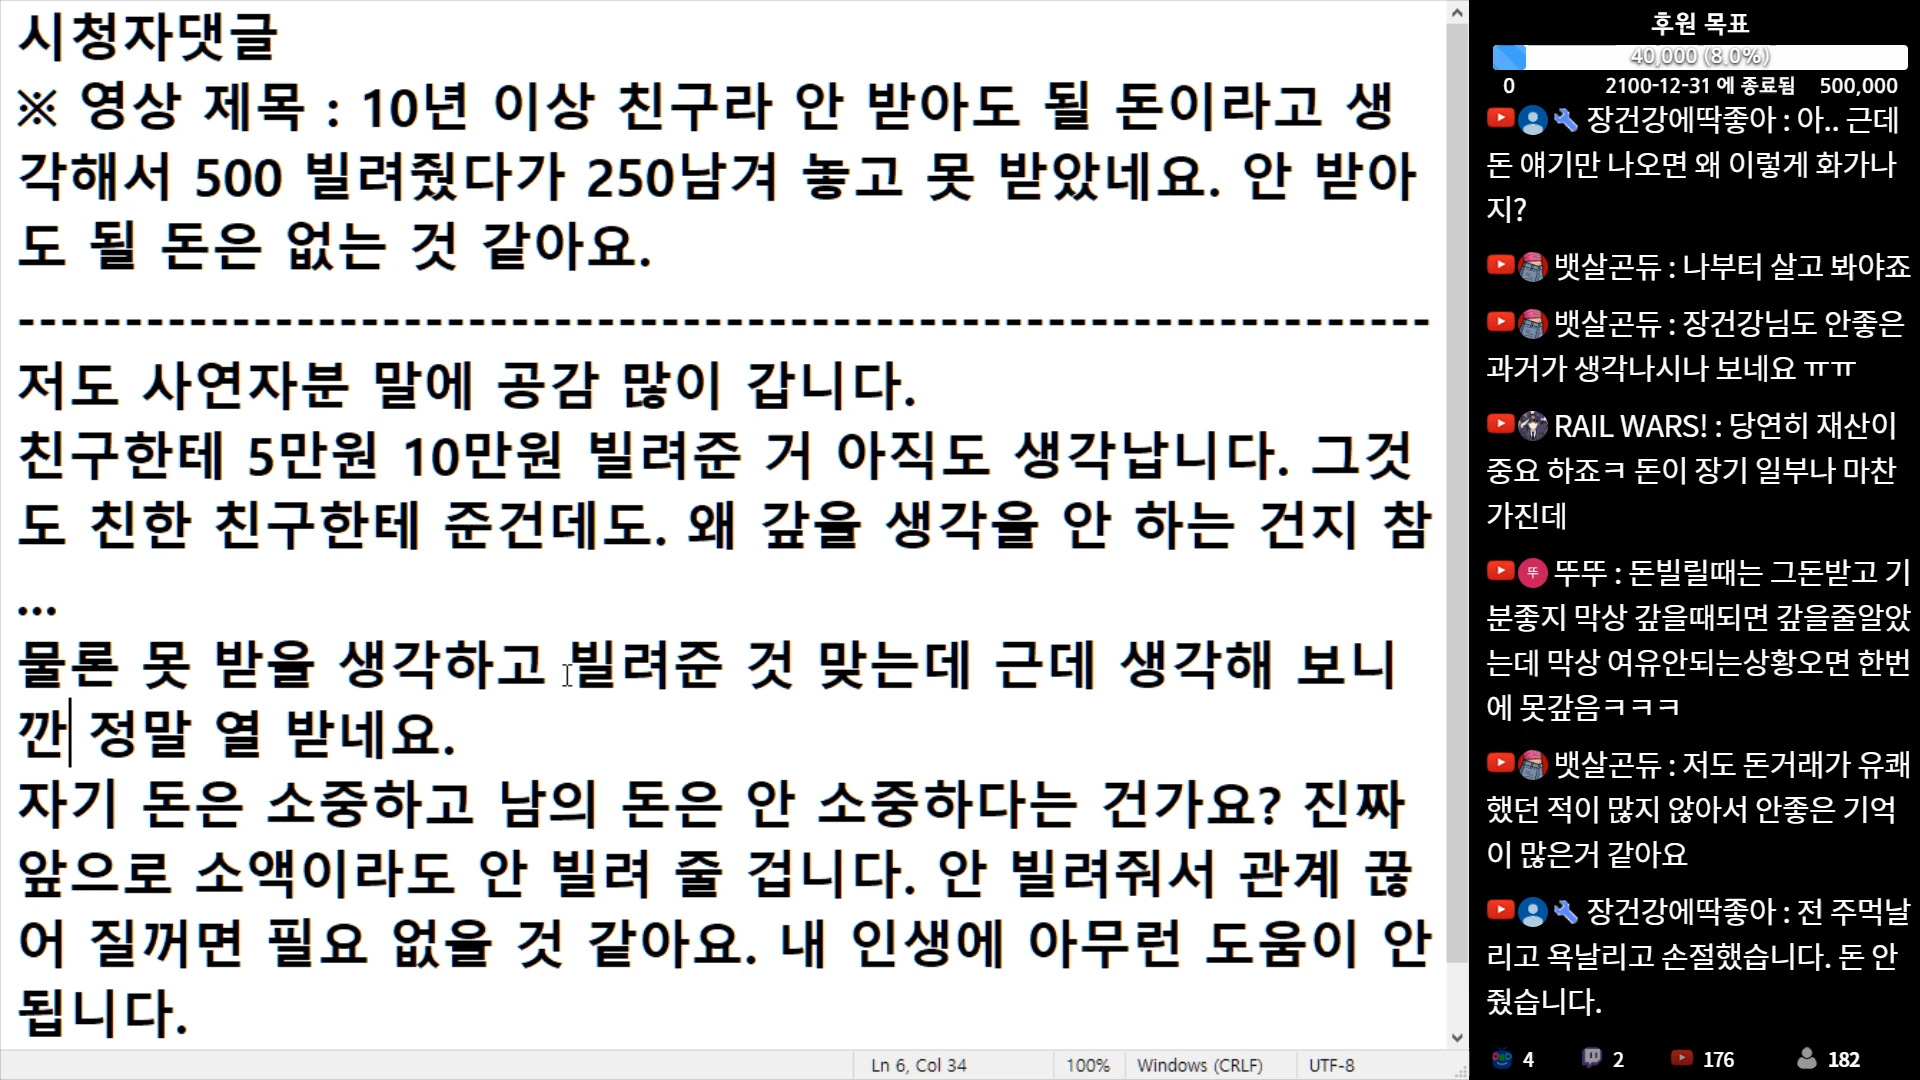 시청자댓글
※ 영상 제목 : 10년 이상 친구라 안 받아도 될 돈이라고 생
각해서 500 빌려줬다가 250남겨 놓고 못 받았네요. 안 받아
도 될 돈은 없는 것 같아요.
------------------------------------------------------------------
저도 사연자분 말에 공감 많이 갑니다.
친구한테 5만원 10만원 빌려준 거 아직도 생각납니다. 그것
도 친한 친구한테 준건데도. 왜 갚을 생각을 안 하는 건지 참
...
물론 못 받을 생각하고 빌려준 것 맞는데 근데 생각해 보니
깐 정말 열 받네요.
자기 돈은 소중하고 남의 돈은 안 소중하다는 건가요? 진짜
앞으로 소액이라도 안 빌려 줄 겁니다. 안 빌려줘서 관계 끊
어 질꺼면 필요 없을 것 같아요. 내 인생에 아무런 도움이 안
됩니다.
Ln 6, Col 34 100% Windows (CRLF) UTF-8
후원 목표
40,000 (8.0%)
0 2100-12-31 에 종료됨 500,000
장건강에딱좋아 : 아.. 근데
돈 얘기만 나오면 왜 이렇게 화가나
지?
뱃살곤듀 : 나부터 살고 봐야죠
뱃살곤듀 : 장건강님도 안좋은
과거가 생각나시나 보네요 ㅠㅠ
RAIL WARS! : 당연히 재산이
중요 하죠ㅋ 돈이 장기 일부나 마찬
가진데
뚜
뚜뚜 : 돈빌릴때는 그돈받고 기
분좋지 막상 갚을때되면 갚을줄알았
는데 막상 여유안되는상황오면 한번
에 못갚음ㅋㅋㅋ
뱃살곤듀 : 저도 돈거래가 유쾌
했던 적이 많지 않아서 안좋은 기억
이 많은거 같아요
장건강에딱좋아 : 전 주먹날
리고 욕날리고 손절했습니다. 돈 안
줬습니다.
4 2 176 182